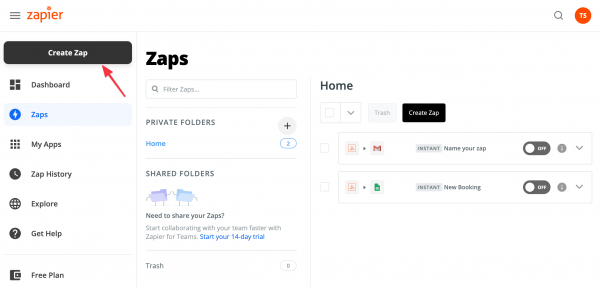 zapier
TS
Create Zap
Dashboard
Zaps
My Apps
Zap History
Explore
Get Help
Free Plan
Zaps
Filter Zaps...
PRIVATE FOLDERS
Home
2
SHARED FOLDERS
Need to share your Zaps?
Start collaborating with your team faster with
Zapier for Teams. Start your 14-day trial
Trash
0
Home
Trash
Create Zap
INSTANT Name your zap
OFF
INSTANT New Booking
OFF